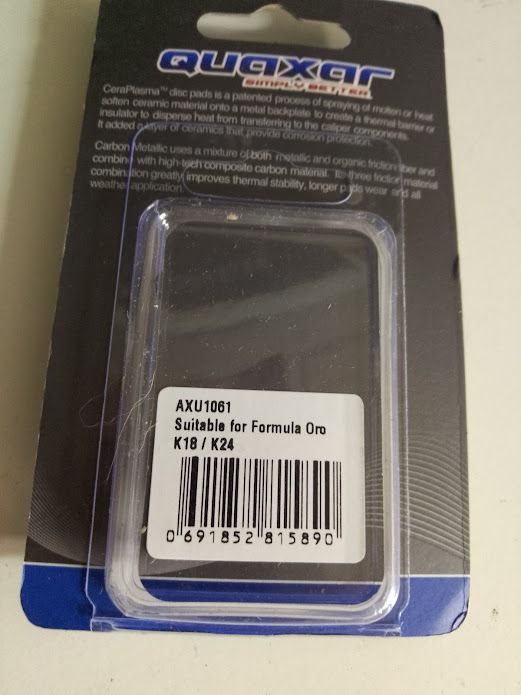 QUAXAR
SIMPLY BETTER
CeraPlasma™ disc pads is a patented process of spraying of molten or heat
soften ceramic material onto a metal backplate to create a thermal barrier or
insulator to disperse heat from transferring to the caliper components.
It added a layer of ceramics that provide corrosion protection.
Carbon Metallic uses a mixture of both metallic and organic friction fiber and
combine with high-tech composite carbon material. Te three friction material
combination greatly improves thermal stability, longer pads wear and all
weather application.
AXU1061
Suitable for Formula Oro
K18 / K24
0 691852 815890